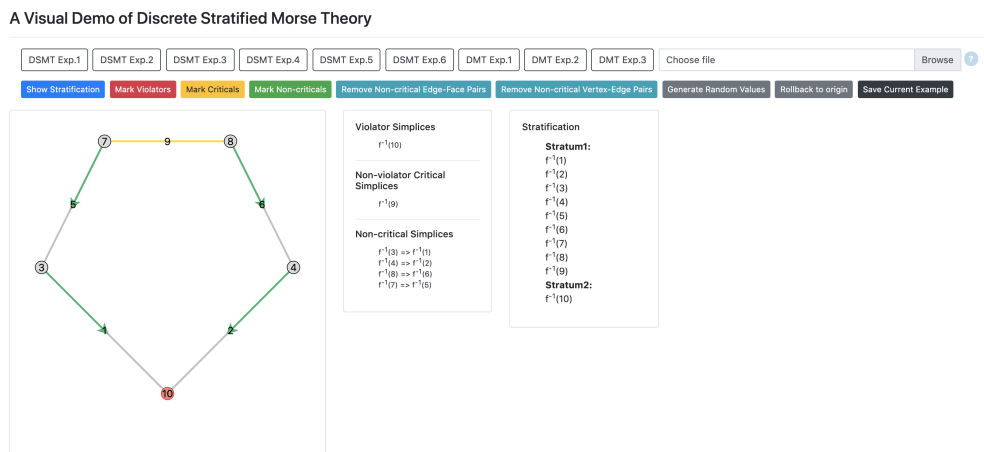 A Visual Demo of Discrete Stratified Morse Theory
DSMT Exp.1 DSMT Exp.2 DSMT Exp.3 DSMT Exp.4 DSMT Exp.5 DSMT Exp.6 DMT Exp.1 DMT Exp.2 DMT Exp.3 Choose file Browse ?
Show Stratification Mark Violators Mark Criticals Mark Non-criticals Remove Non-critical Edge-Face Pairs Remove Non-critical Vertex-Edge Pairs Generate Random Values Rollback to origin Save Current Example
7 9 8
5 6
3 4
1 2
10
Violator Simplices
f⁻¹(10)
Non-violator Critical
Simplices
f⁻¹(9)
Non-critical Simplices
f⁻¹(3) => f⁻¹(1)
f⁻¹(4) => f⁻¹(2)
f⁻¹(8) => f⁻¹(6)
f⁻¹(7) => f⁻¹(5)
Stratification
Stratum1:
f⁻¹(1)
f⁻¹(2)
f⁻¹(3)
f⁻¹(4)
f⁻¹(5)
f⁻¹(6)
f⁻¹(7)
f⁻¹(8)
f⁻¹(9)
Stratum2:
f⁻¹(10)